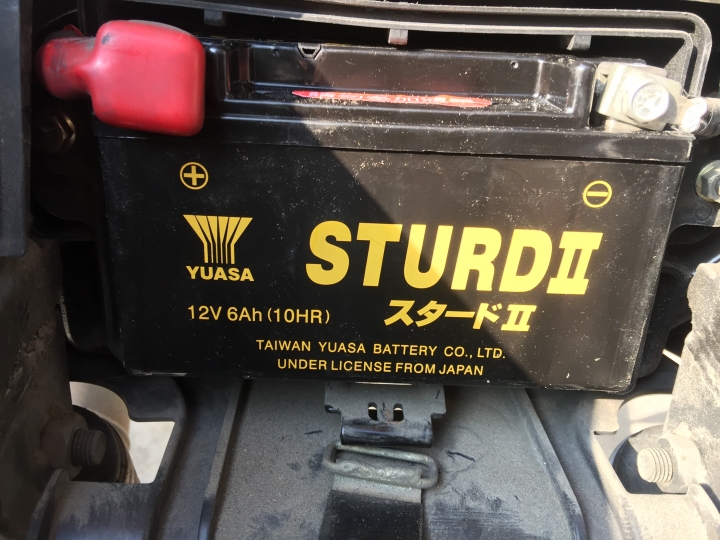 ⊕
⊖
YUASA
STURDII
12V 6Ah (10HR)
スタードII
TAIWAN YUASA BATTERY CO., LTD.
UNDER LICENSE FROM JAPAN